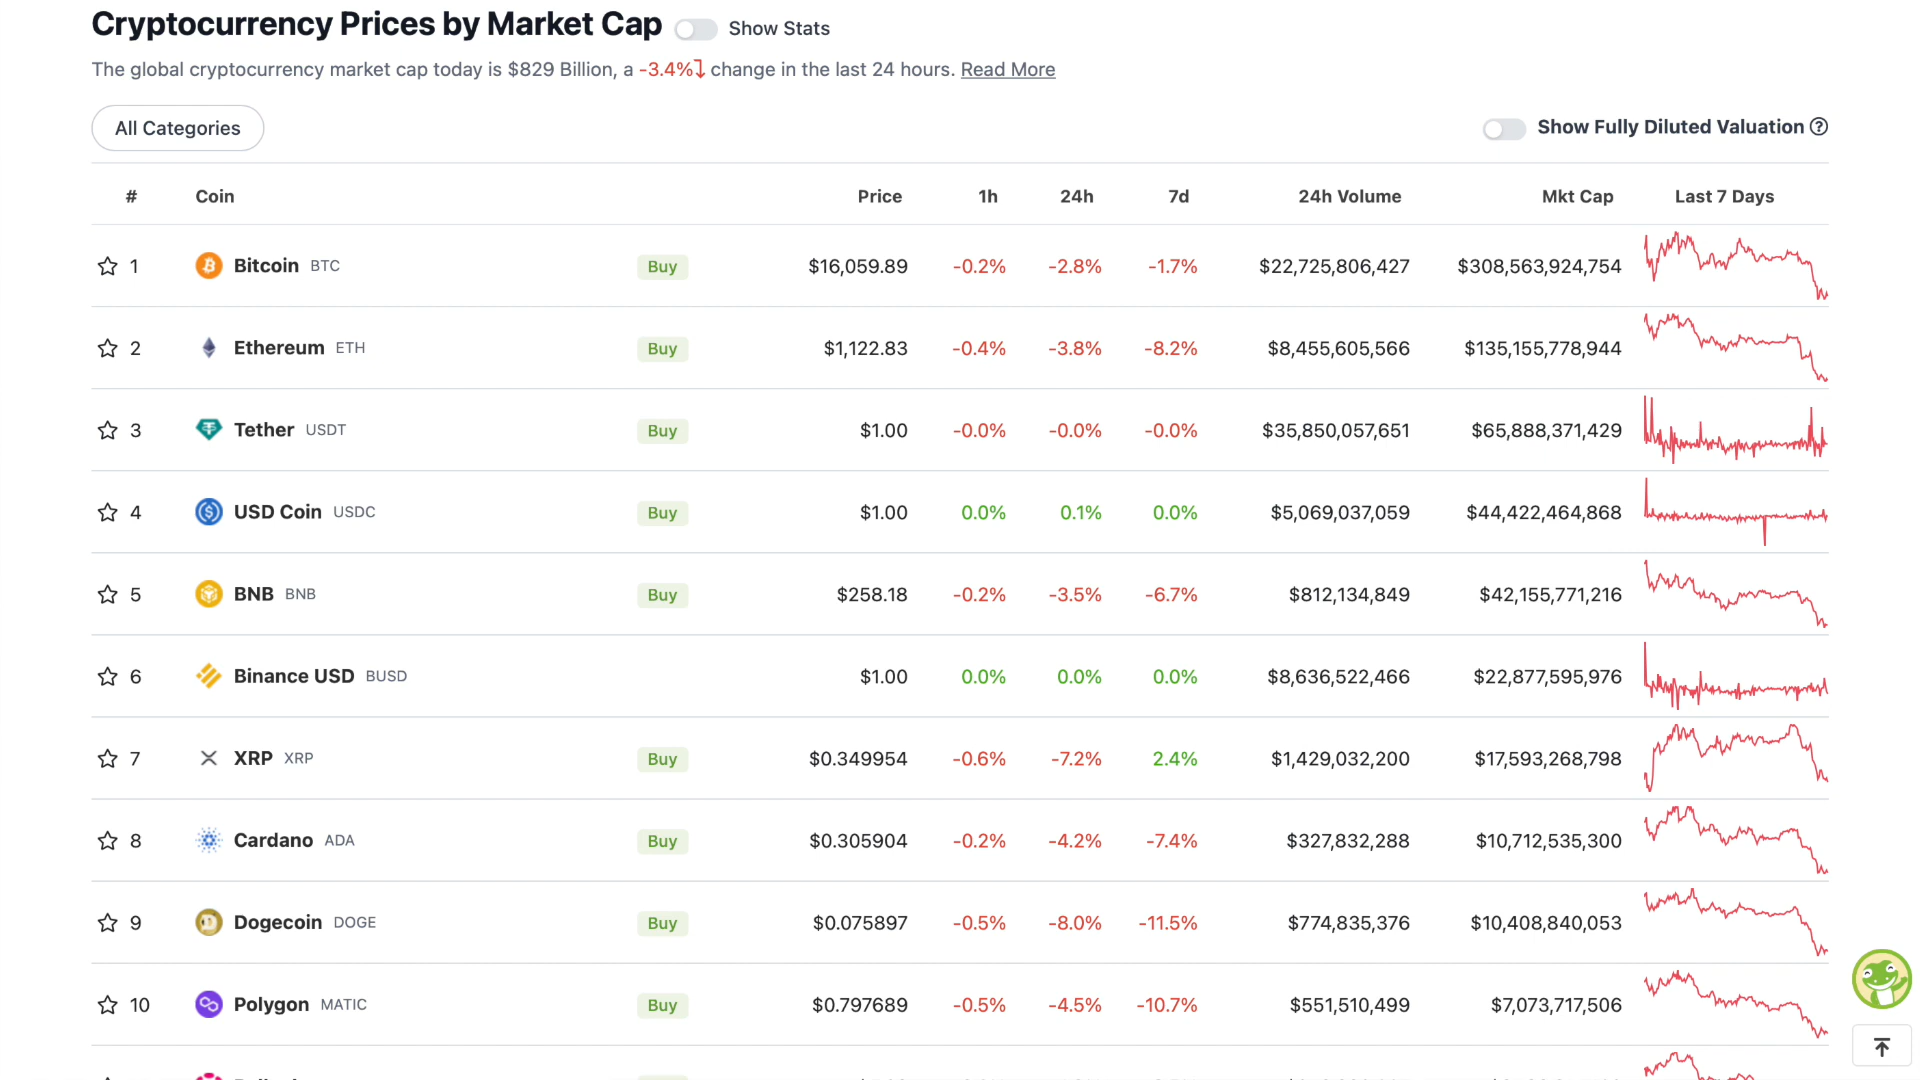 Cryptocurrency Prices by Market Cap Show Stats
The global cryptocurrency market cap today is $829 Billion, a -3.4% change in the last 24 hours. Read More
All Categories Show Fully Diluted Valuation
# Coin Price 1h 24h 7d 24h Volume Mkt Cap Last 7 Days
1 Bitcoin BTC Buy $16,059.89 -0.2% -2.8% -1.7% $22,725,806,427 $308,563,924,754
2 Ethereum ETH Buy $1,122.83 -0.4% -3.8% -8.2% $8,455,605,566 $135,155,778,944
3 Tether USDT Buy $1.00 -0.0% -0.0% -0.0% $35,850,057,651 $65,888,371,429
4 USD Coin USDC Buy $1.00 0.0% 0.1% 0.0% $5,069,037,059 $44,422,464,868
5 BNB BNB Buy $258.18 -0.2% -3.5% -6.7% $812,134,849 $42,155,771,216
6 Binance USD BUSD $1.00 0.0% 0.0% 0.0% $8,636,522,466 $22,877,595,976
7 XRP XRP Buy $0.349954 -0.6% -7.2% 2.4% $1,429,032,200 $17,593,268,798
8 Cardano ADA Buy $0.305904 -0.2% -4.2% -7.4% $327,832,288 $10,712,535,300
9 Dogecoin DOGE Buy $0.075897 -0.5% -8.0% -11.5% $774,835,376 $10,408,840,053
10 Polygon MATIC Buy $0.797689 -0.5% -4.5% -10.7% $551,510,499 $7,073,717,506